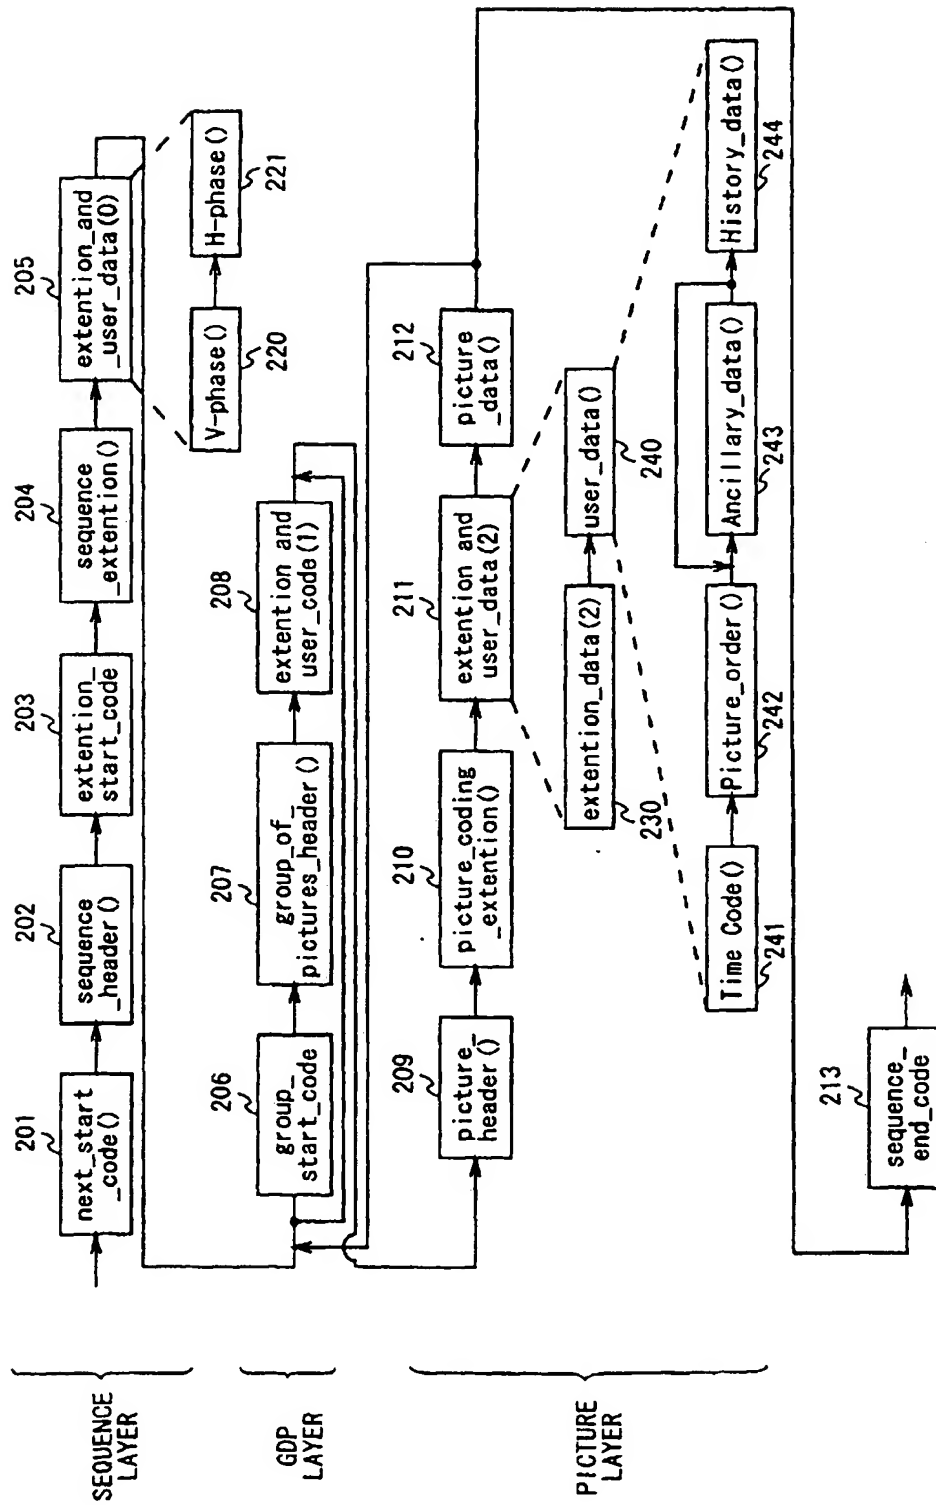 SEQUENCE
LAYER
201
next_start
_code()
202
sequence
_header()
203
extention_
start_code
204
sequence
_extention()
205
extention_and
_user_data(0)
V-phase()
220
H-phase()
221
GDP
LAYER
206
group_
start_code
207
group_of_
pictures_header()
208
extention and
user_code(1)
PICTURE
LAYER
209
picture_
header()
210
picture_coding
_extention()
211
extention and
user_data(2)
212
picture
_data()
extention_data(2)
230
user_data()
240
Time Code()
241
Picture_order()
242
Ancillary_data()
243
History_data()
244
213
sequence_
end_code